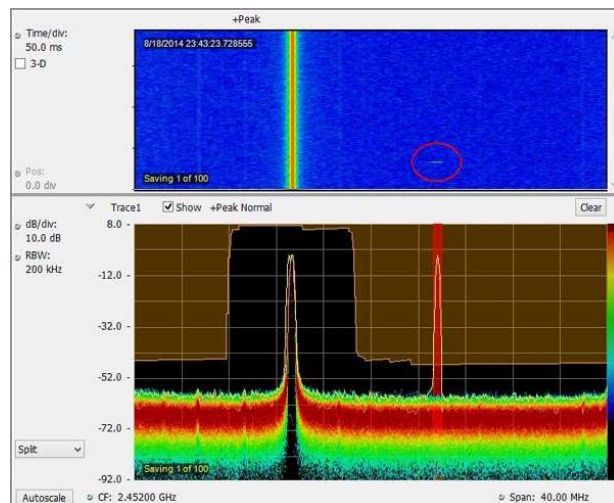 +Peak
Time/div:
50.0 ms
3-D
8/18/2014 23:43:23.728555
Pos:
0.0 div
Saving 1 of 100
Trace1 Show +Peak Normal Clear
dB/div:
10.0 dB
RBW:
200 kHz
8.0
-12.0
-32.0
-52.0
-72.0
-92.0
Split
Saving 1 of 100
Autoscale CF: 2.45200 GHz Span: 40.00 MHz